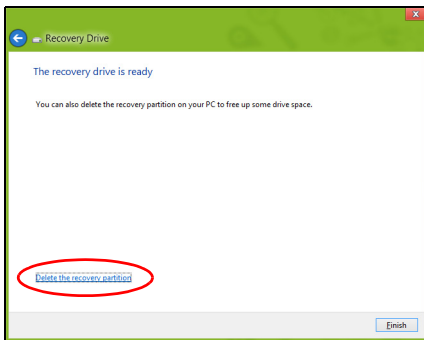 Recovery Drive
The recovery drive is ready
You can also delete the recovery partition on your PC to free up some drive space.
Delete the recovery partition
Finish